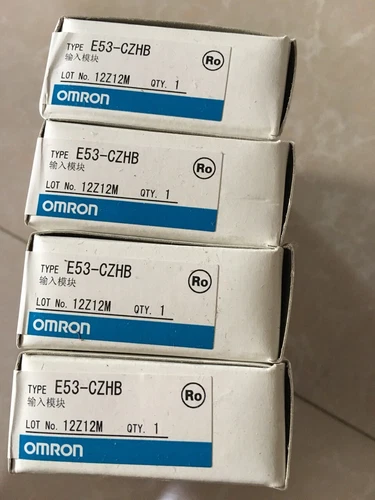 TYPE E53-CZHB
输入模块
Ro
LOT No. 12Z12M QTY. 1
OMRON
TYPE E53-CZHB
输入模块
Ro
LOT No. 12Z12M QTY. 1
OMRON
TYPE E53-CZHB
输入模块
Ro
LOT No. 12Z12M QTY. 1
OMRON
TYPE E53-CZHB
输入模块
Ro
LOT No. 12Z12M QTY. 1
OMRON